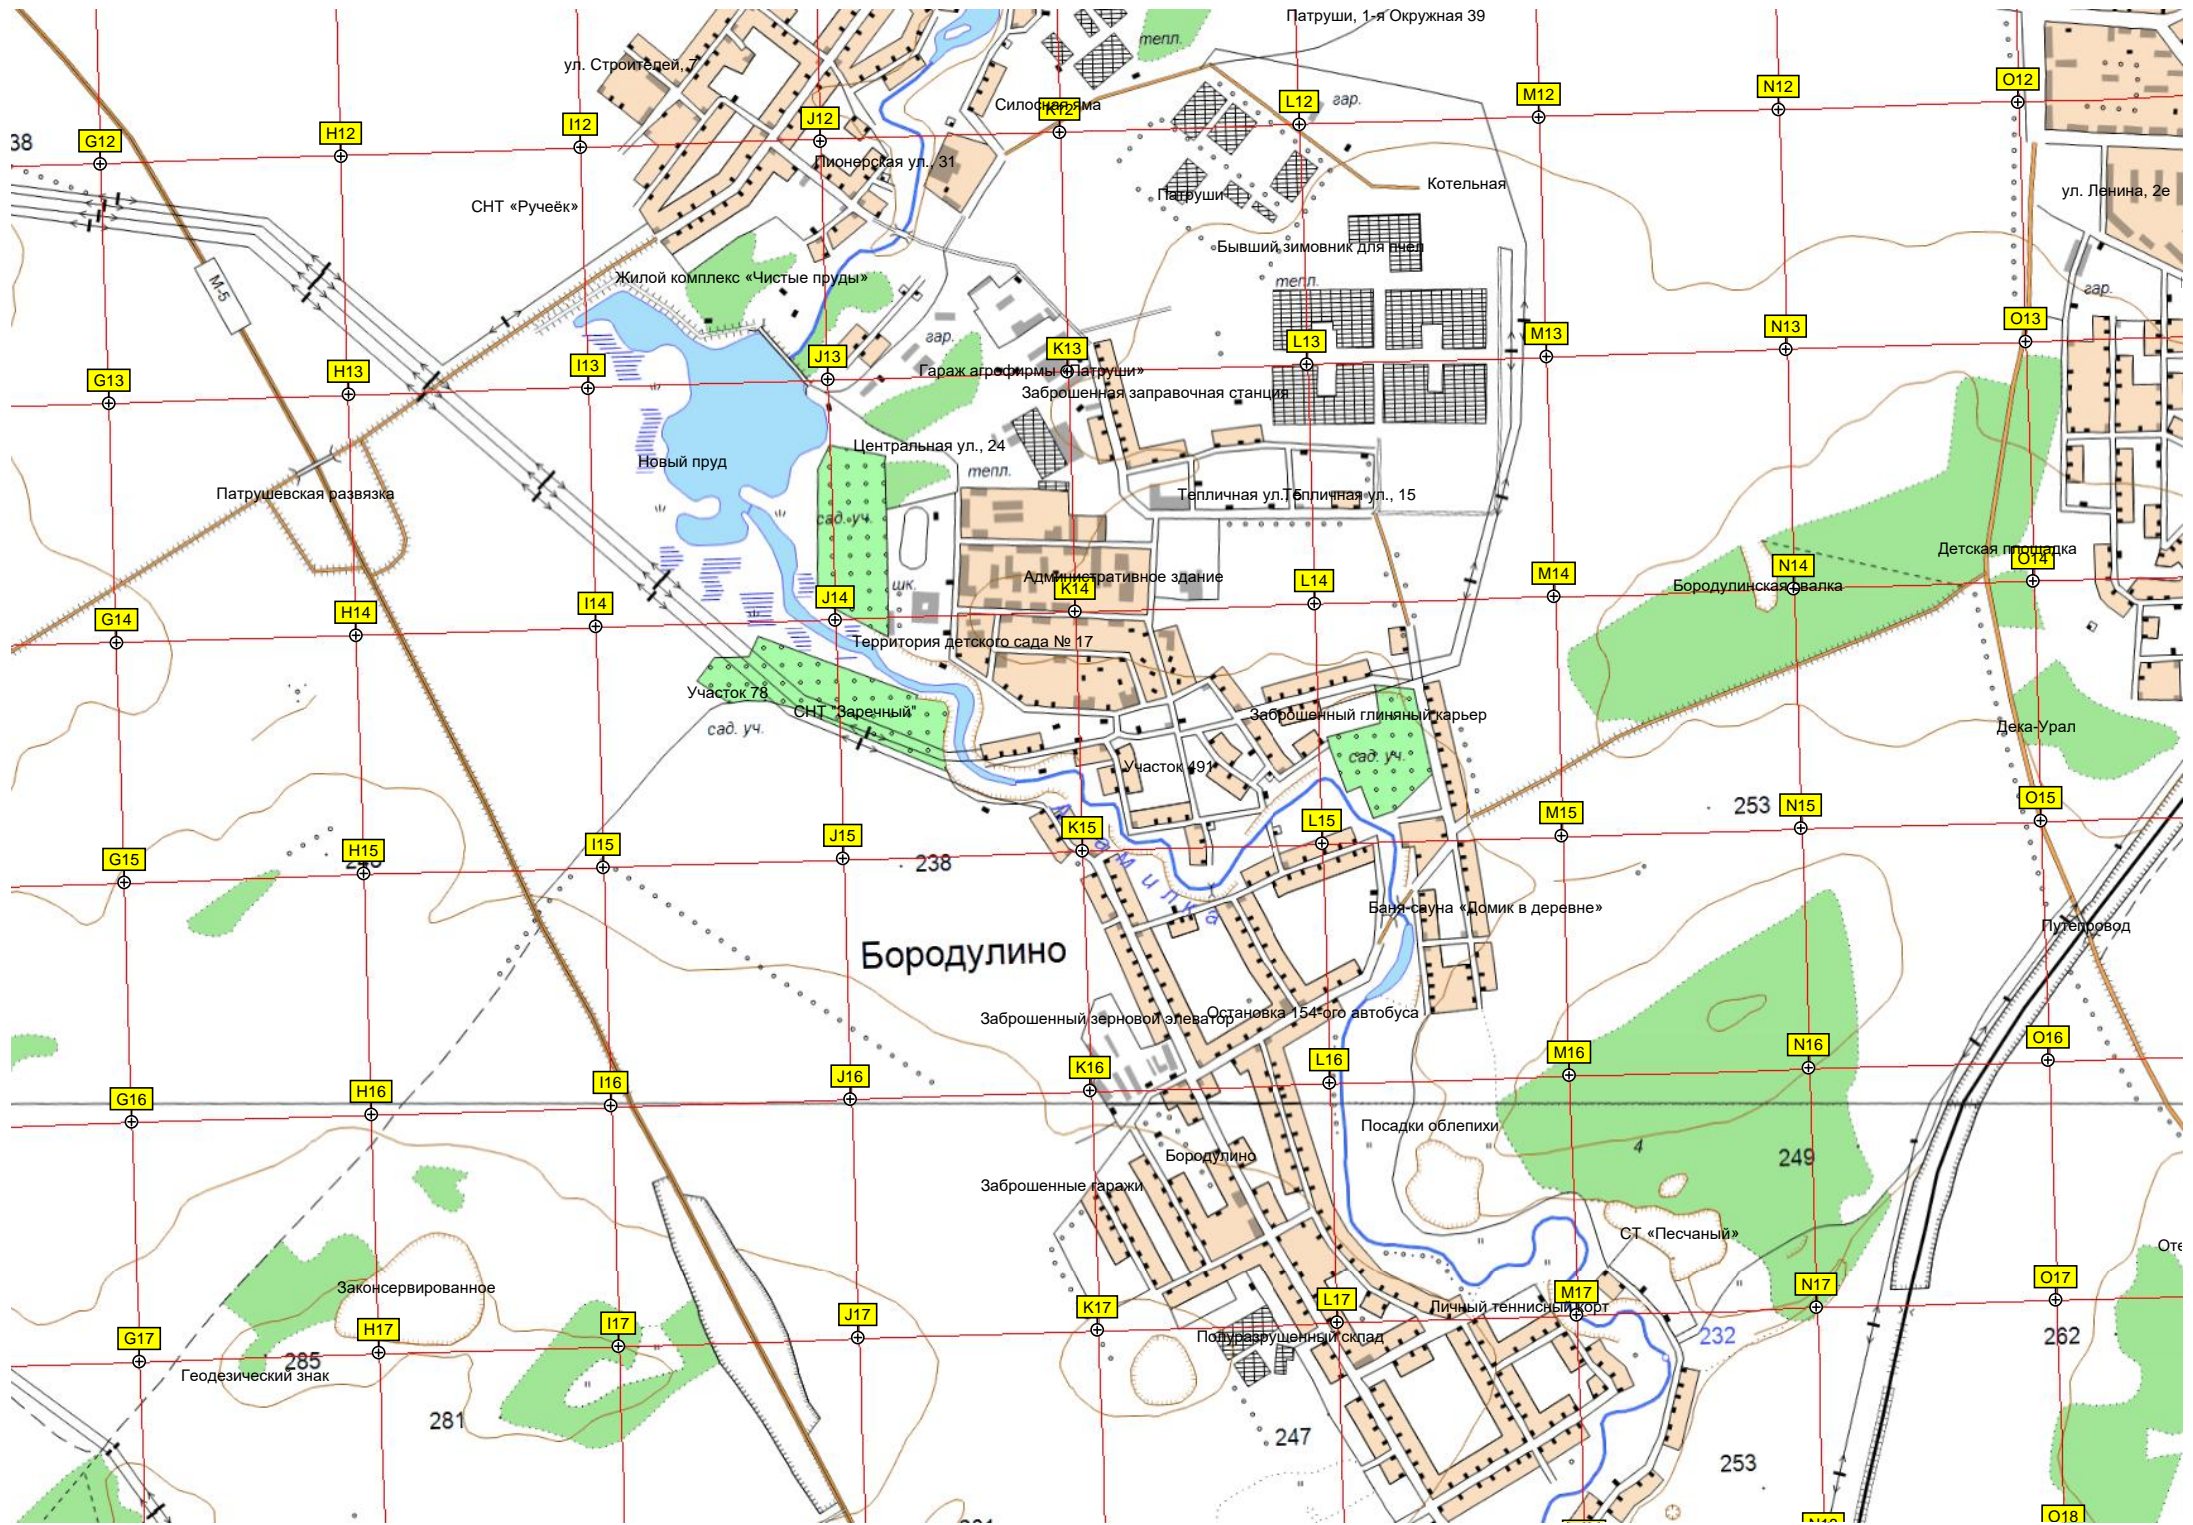 Патруши, 1-я Окружная 39
тепл.
ул. Строителей, 7
O12
M12
N12
L12
гар.
Силосная яма
K12
I12
J12
H12
G12
38
Пионерская ул., 31
Котельная
Патруши
ул. Ленина, 2е
СНТ «Ручеёк»
Бывший зимовник для пчел
Жилой комплекс «Чистые пруды»
тепл.
гар.
М-5
O13
N13
M13
L13
гар.
K13
J13
I13
H13
G13
Гараж агрофирмы «Патруши»
Заброшенная заправочная станция
Центральная ул., 24
Новый пруд
тепл.
Патрушевская развязка
Тепличная ул., 15
сад. уч.
Детская площадка
O14
N14
Бородулинская свалка
M14
L14
Административное здание
K14
шк.
J14
I14
H14
G14
Территория детского сада № 17
Участок 78
СНТ "Заречный"
сад. уч.
Заброшенный глиняный карьер
Дека-Урал
сад. уч.
Участок 491
O15
253
N15
M15
L15
K15
J15
I15
H15
G15
238
Баня-сауна «Домик в деревне»
Путепровод
Бородулино
Остановка 154-ого автобуса
Заброшенный зерновой элеватор
O16
N16
M16
L16
K16
J16
I16
H16
G16
Посадки облепихи
4
249
Бородулино
Заброшенные гаражи
СТ «Песчаный»
Оте
Законсервированное
O17
N17
M17
L17
K17
J17
I17
H17
G17
Личный теннисный корт
Полуразрушенный склад
232
262
285
Геодезический знак
281
247
253
O18